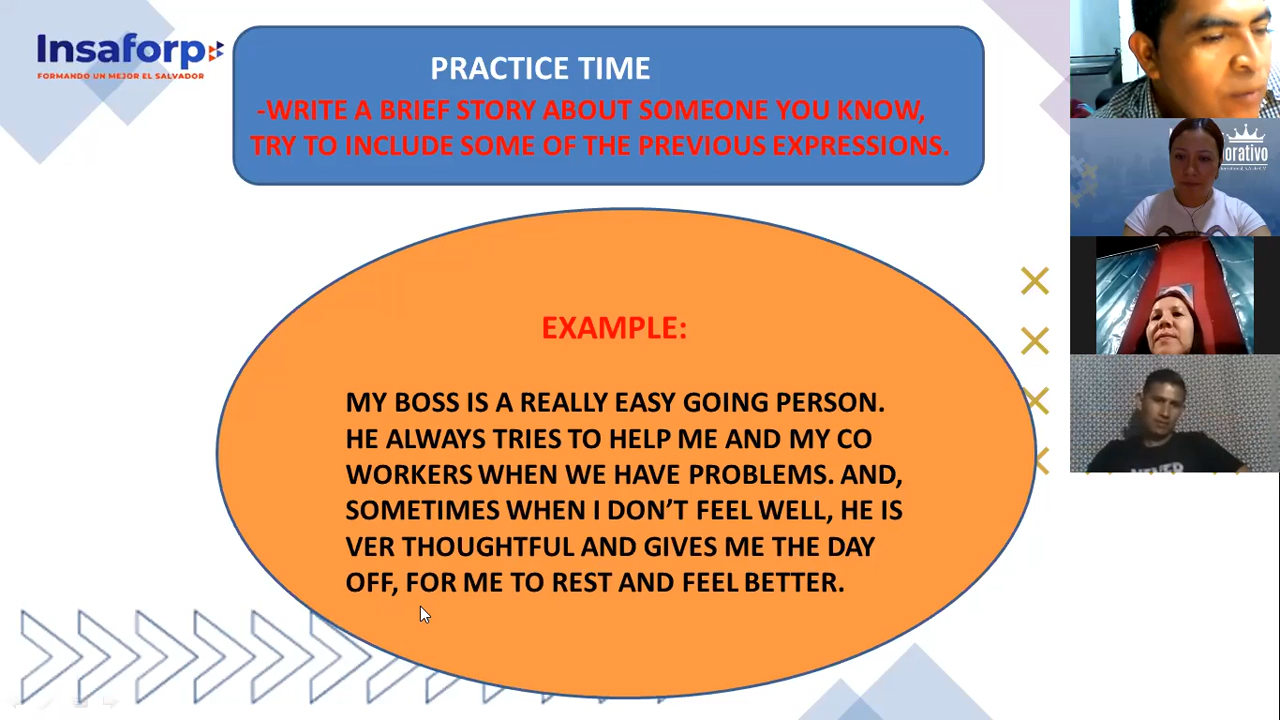 Insaforp
FORMANDO UN MEJOR EL SALVADOR
PRACTICE TIME
-WRITE A BRIEF STORY ABOUT SOMEONE YOU KNOW,
TRY TO INCLUDE SOME OF THE PREVIOUS EXPRESSIONS.
EXAMPLE:
MY BOSS IS A REALLY EASY GOING PERSON.
HE ALWAYS TRIES TO HELP ME AND MY CO
WORKERS WHEN WE HAVE PROBLEMS. AND,
SOMETIMES WHEN I DON’T FEEL WELL, HE IS
VER THOUGHTFUL AND GIVES ME THE DAY
OFF, FOR ME TO REST AND FEEL BETTER.
orativo
NEVER